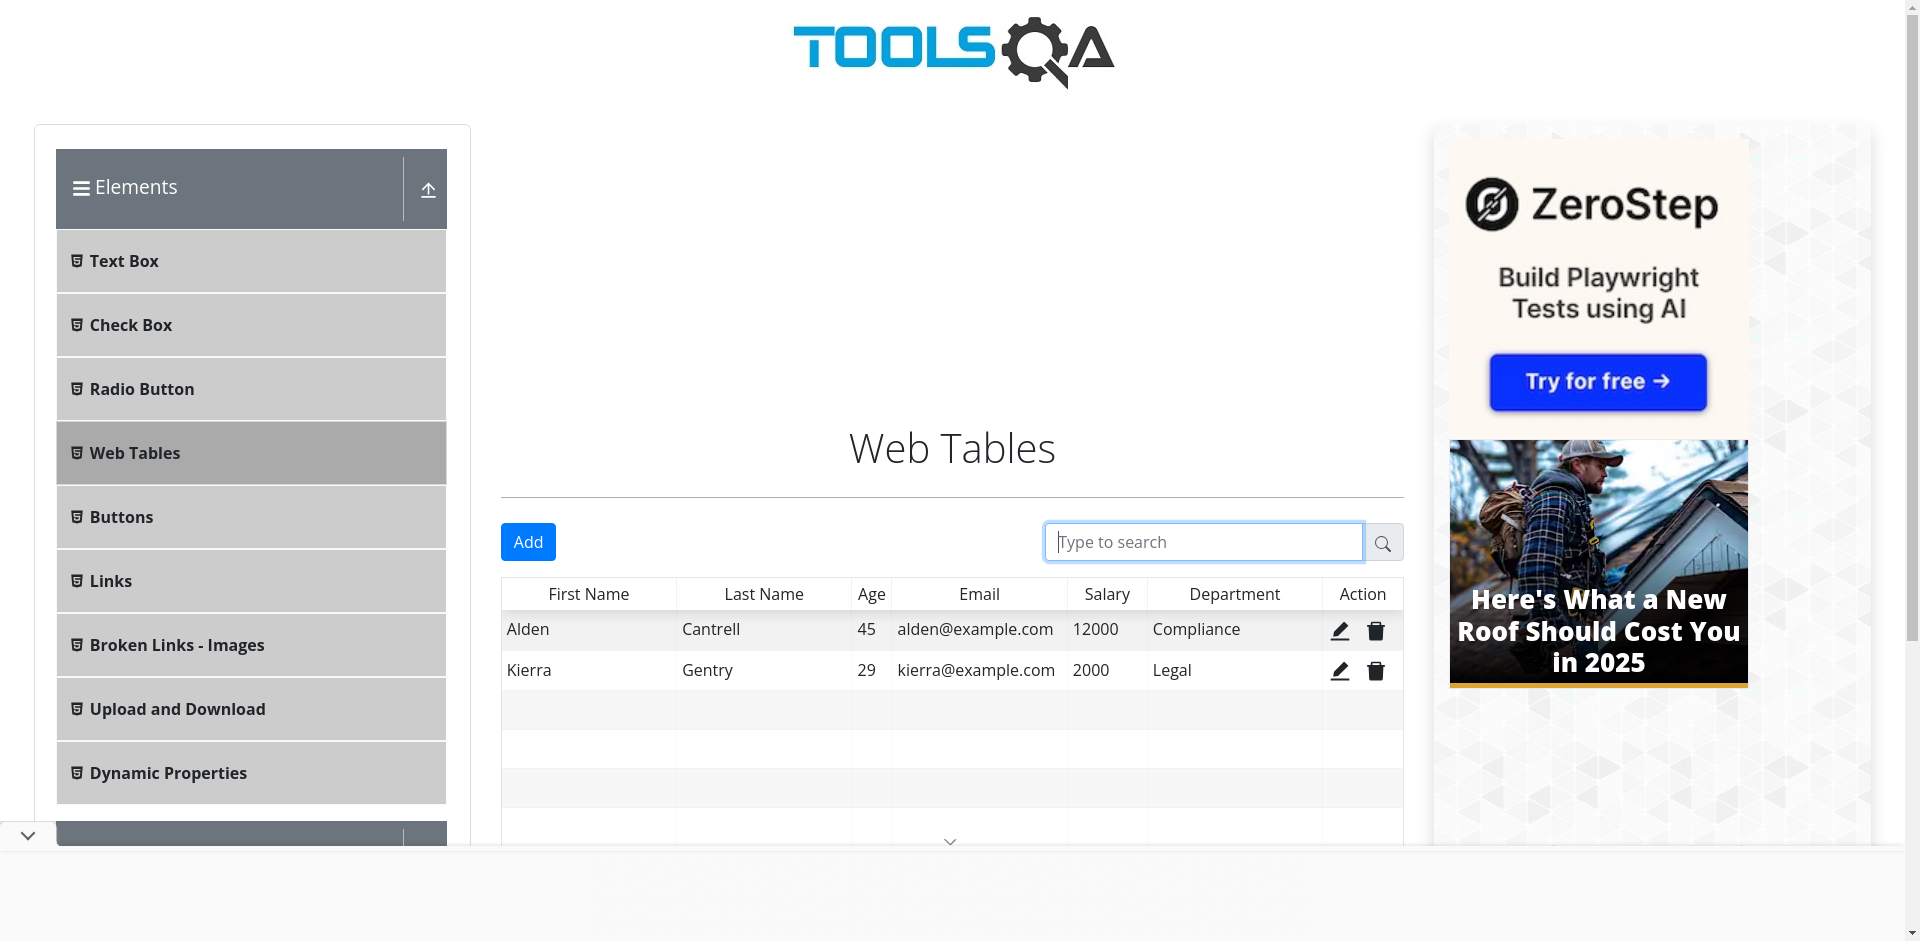 TOOLSQA
Elements
Text Box
Check Box
Radio Button
Web Tables
Buttons
Links
Broken Links - Images
Upload and Download
Dynamic Properties
Web Tables
Add
Type to search
First Name Last Name Age Email Salary Department Action
Alden Cantrell 45 alden@example.com 12000 Compliance
Kierra Gentry 29 kierra@example.com 2000 Legal
ZeroStep
Build Playwright
Tests using AI
Try for free →
Here's What a New
Roof Should Cost You
in 2025